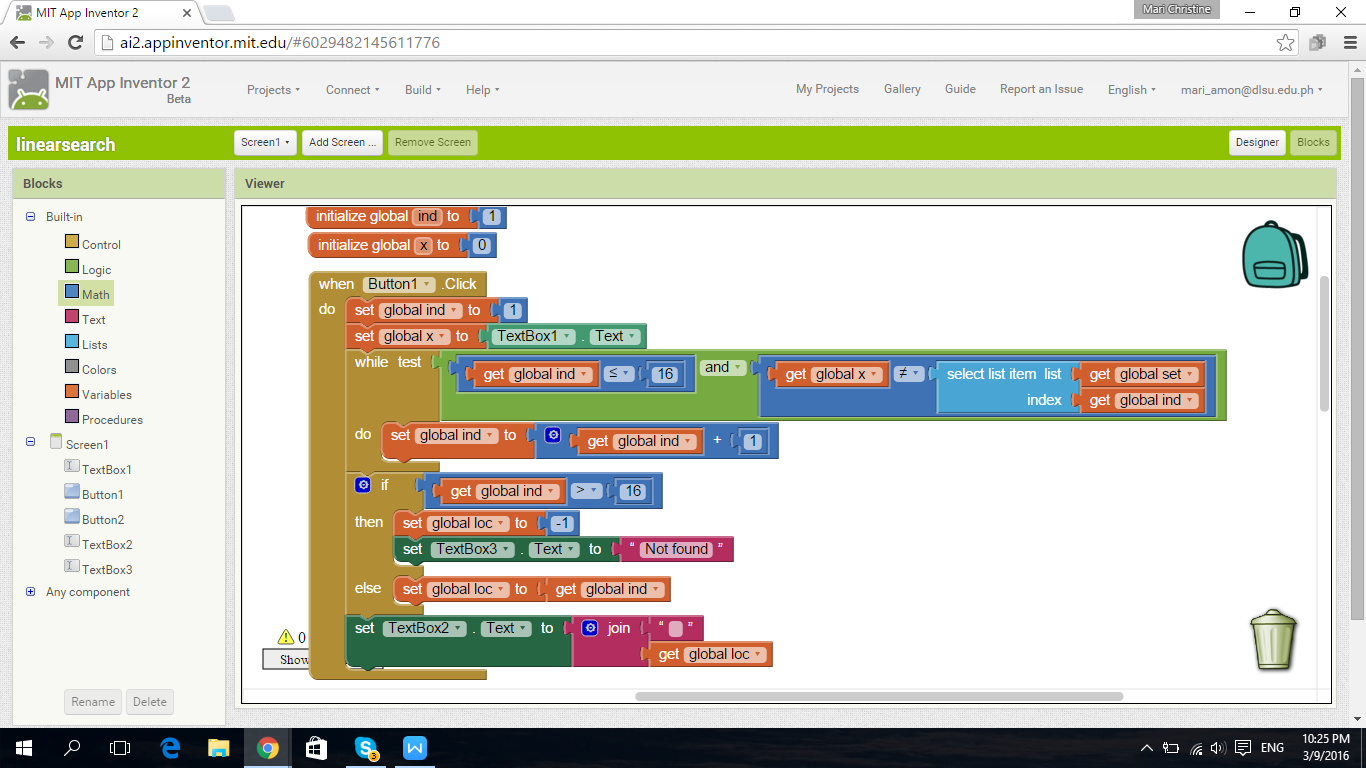 MIT App Inventor 2
Mari Christine
ai2.appinventor.mit.edu/#6029482145611776
MIT App Inventor 2
Beta
Projects Connect Build Help
My Projects Gallery Guide Report an Issue English mari_amon@dlsu.edu.ph
linearsearch
Screen1 Add Screen ... Remove Screen
Designer Blocks
Blocks
Viewer
Built-in
Control
Logic
Math
Text
Lists
Colors
Variables
Procedures
Screen1
TextBox1
Button1
Button2
TextBox2
TextBox3
Any component
Rename Delete
initialize global ind to 1
initialize global x to 0
when Button1 .Click
do set global ind to 1
set global x to TextBox1 . Text
while test get global ind ≤ 16 and get global x ≠ select list item list get global set
index get global ind
do set global ind to get global ind + 1
if get global ind > 16
then set global loc to -1
set TextBox3 . Text to “ Not found ”
else set global loc to get global ind
set TextBox2 . Text to join “ ”
get global loc
0
Show
3
ENG
10:25 PM
3/9/2016